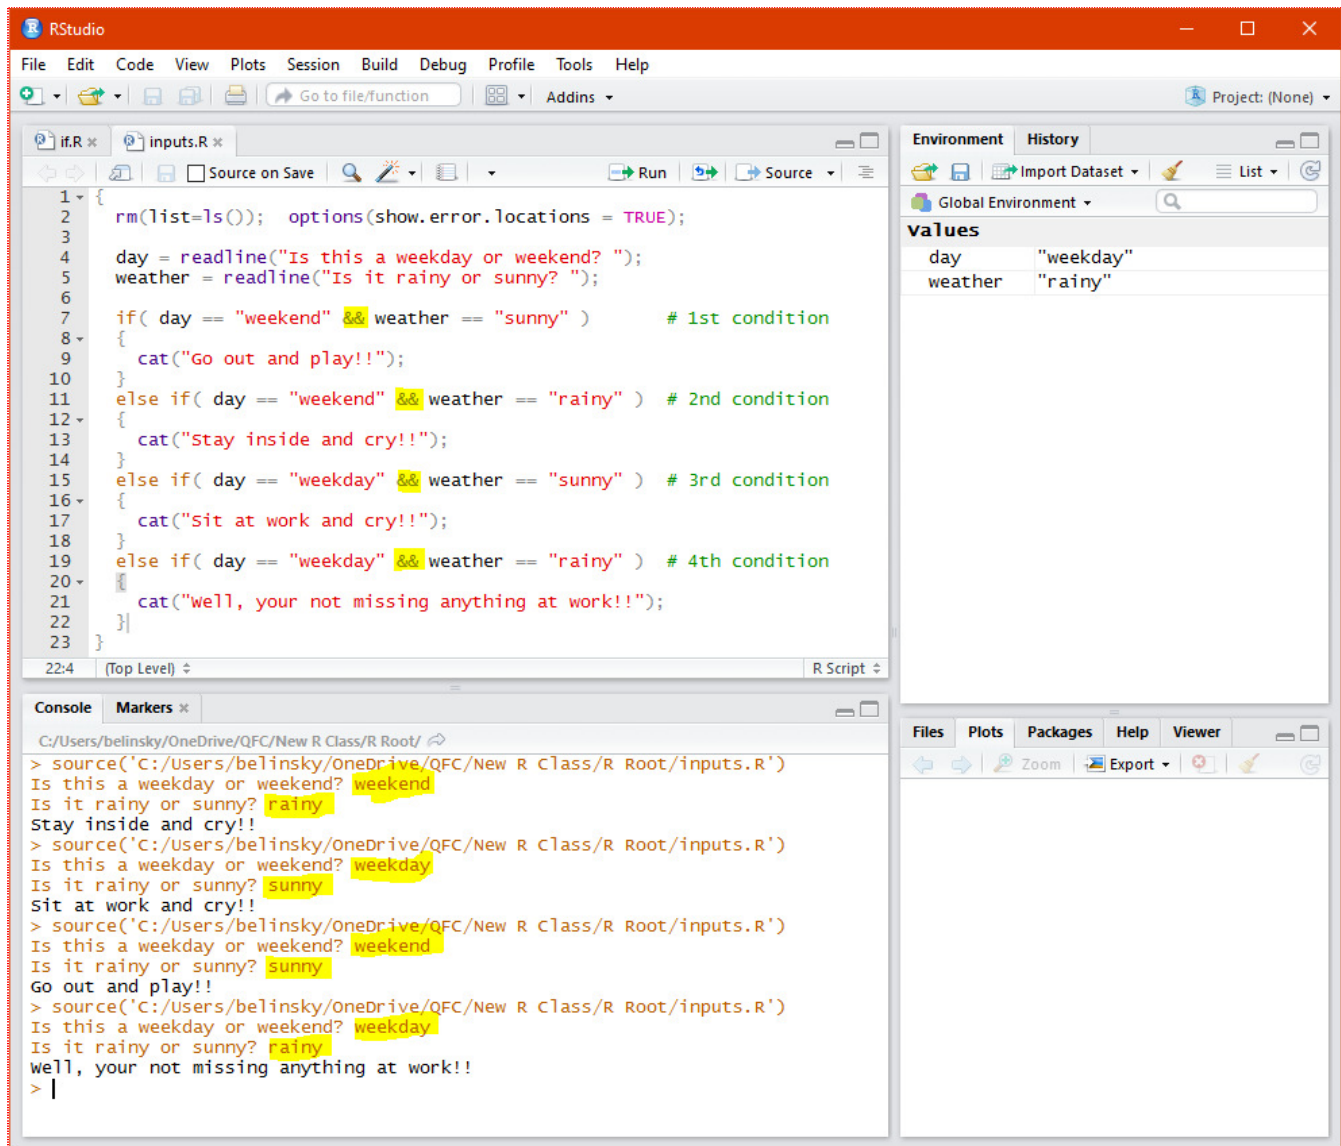 RStudio
File Edit Code View Plots Session Build Debug Profile Tools Help
Go to file/function Addins Project: (None)
if.R inputs.R
Source on Save Run Source
1 {
2 rm(list=ls()); options(show.error.locations = TRUE);
3
4 day = readline("Is this a weekday or weekend? ");
5 weather = readline("Is it rainy or sunny? ");
6
7 if( day == "weekend" && weather == "sunny" ) # 1st condition
8 {
9 cat("Go out and play!!");
10 }
11 else if( day == "weekend" && weather == "rainy" ) # 2nd condition
12 {
13 cat("Stay inside and cry!!");
14 }
15 else if( day == "weekday" && weather == "sunny" ) # 3rd condition
16 {
17 cat("Sit at work and cry!!");
18 }
19 else if( day == "weekday" && weather == "rainy" ) # 4th condition
20 {
21 cat("Well, your not missing anything at work!!");
22 }
23 }
22:4 (Top Level) R Script
Console Markers
C:/Users/belinsky/OneDrive/QFC/New R Class/R Root/
> source('C:/Users/belinsky/OneDrive/QFC/New R Class/R Root/inputs.R')
Is this a weekday or weekend? weekend
Is it rainy or sunny? rainy
Stay inside and cry!!
> source('C:/Users/belinsky/OneDrive/QFC/New R Class/R Root/inputs.R')
Is this a weekday or weekend? weekday
Is it rainy or sunny? sunny
Sit at work and cry!!
> source('C:/Users/belinsky/OneDrive/QFC/New R Class/R Root/inputs.R')
Is this a weekday or weekend? weekend
Is it rainy or sunny? sunny
Go out and play!!
> source('C:/Users/belinsky/OneDrive/QFC/New R Class/R Root/inputs.R')
Is this a weekday or weekend? weekday
Is it rainy or sunny? rainy
Well, your not missing anything at work!!
>
Environment History
Import Dataset List
Global Environment
Values
day "weekday"
weather "rainy"
Files Plots Packages Help Viewer
Zoom Export